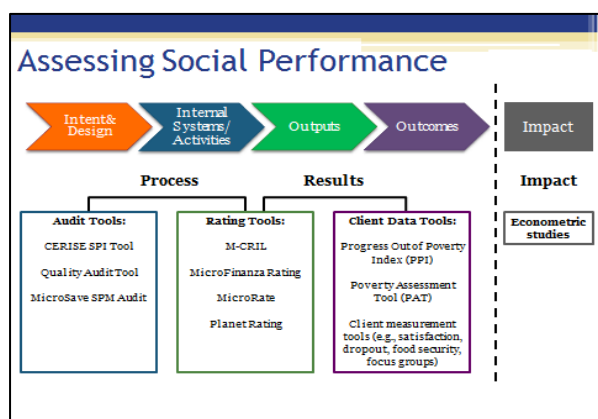 Assessing Social Performance
Intent&
Design
Internal
Systems/
Activities
Outputs
Outcomes
Impact
Process
Results
Impact
Audit Tools:
CERISE SPI Tool
Quality Audit Tool
MicroSave SPM Audit
Rating Tools:
M-CRIL
MicroFinanza Rating
MicroRate
Planet Rating
Client Data Tools:
Progress Out of Poverty
Index (PPI)
Poverty Assessment
Tool (PAT)
Client measurement
tools (e.g., satisfaction,
dropout, food security,
focus groups)
Econometric
studies